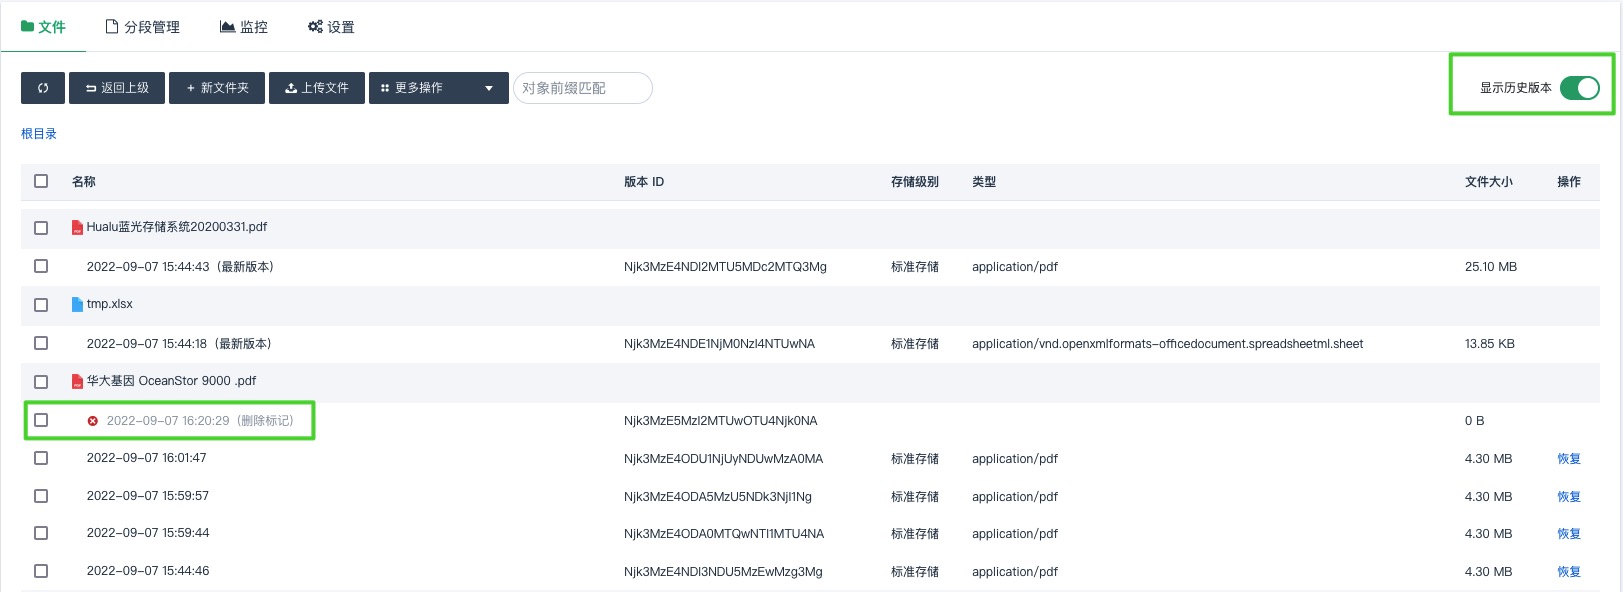 文件 分段管理 监控 设置
返回上级 + 新文件夹 上传文件 更多操作 对象前缀匹配 显示历史版本
根目录
名称 版本 ID 存储级别 类型 文件大小 操作
Hualu蓝光存储系统20200331.pdf
2022-09-07 15:44:43（最新版本） Njk3MzE4NDI2MTU5MDc2MTQ3Mg 标准存储 application/pdf 25.10 MB
tmp.xlsx
2022-09-07 15:44:18（最新版本） Njk3MzE4NDE1NjM0NzI4NTUwNA 标准存储 application/vnd.openxmlformats-officedocument.spreadsheetml.sheet 13.85 KB
华大基因 OceanStor 9000 .pdf
2022-09-07 16:20:29（删除标记） Njk3MzE5MzI2MTUwOTU4Njk0NA 0 B
2022-09-07 16:01:47 Njk3MzE4ODU1NjUyNDUwMzA0MA 标准存储 application/pdf 4.30 MB 恢复
2022-09-07 15:59:57 Njk3MzE4ODA5MzU5NDk3NjI1Ng 标准存储 application/pdf 4.30 MB 恢复
2022-09-07 15:59:44 Njk3MzE4ODA0MTQwNTI1MTU4NA 标准存储 application/pdf 4.30 MB 恢复
2022-09-07 15:44:46 Njk3MzE4NDI3NDU5MzEwMzg3Mg 标准存储 application/pdf 4.30 MB 恢复